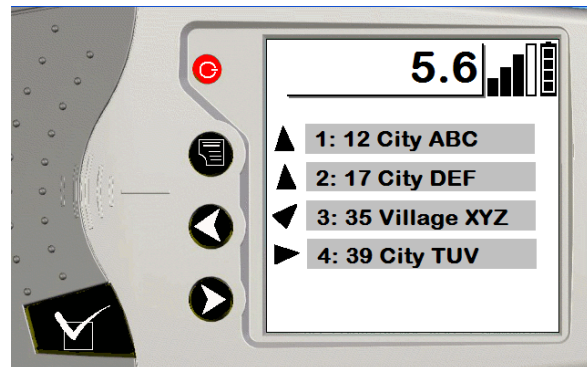 5.6
1: 12 City ABC
2: 17 City DEF
3: 35 Village XYZ
4: 39 City TUV